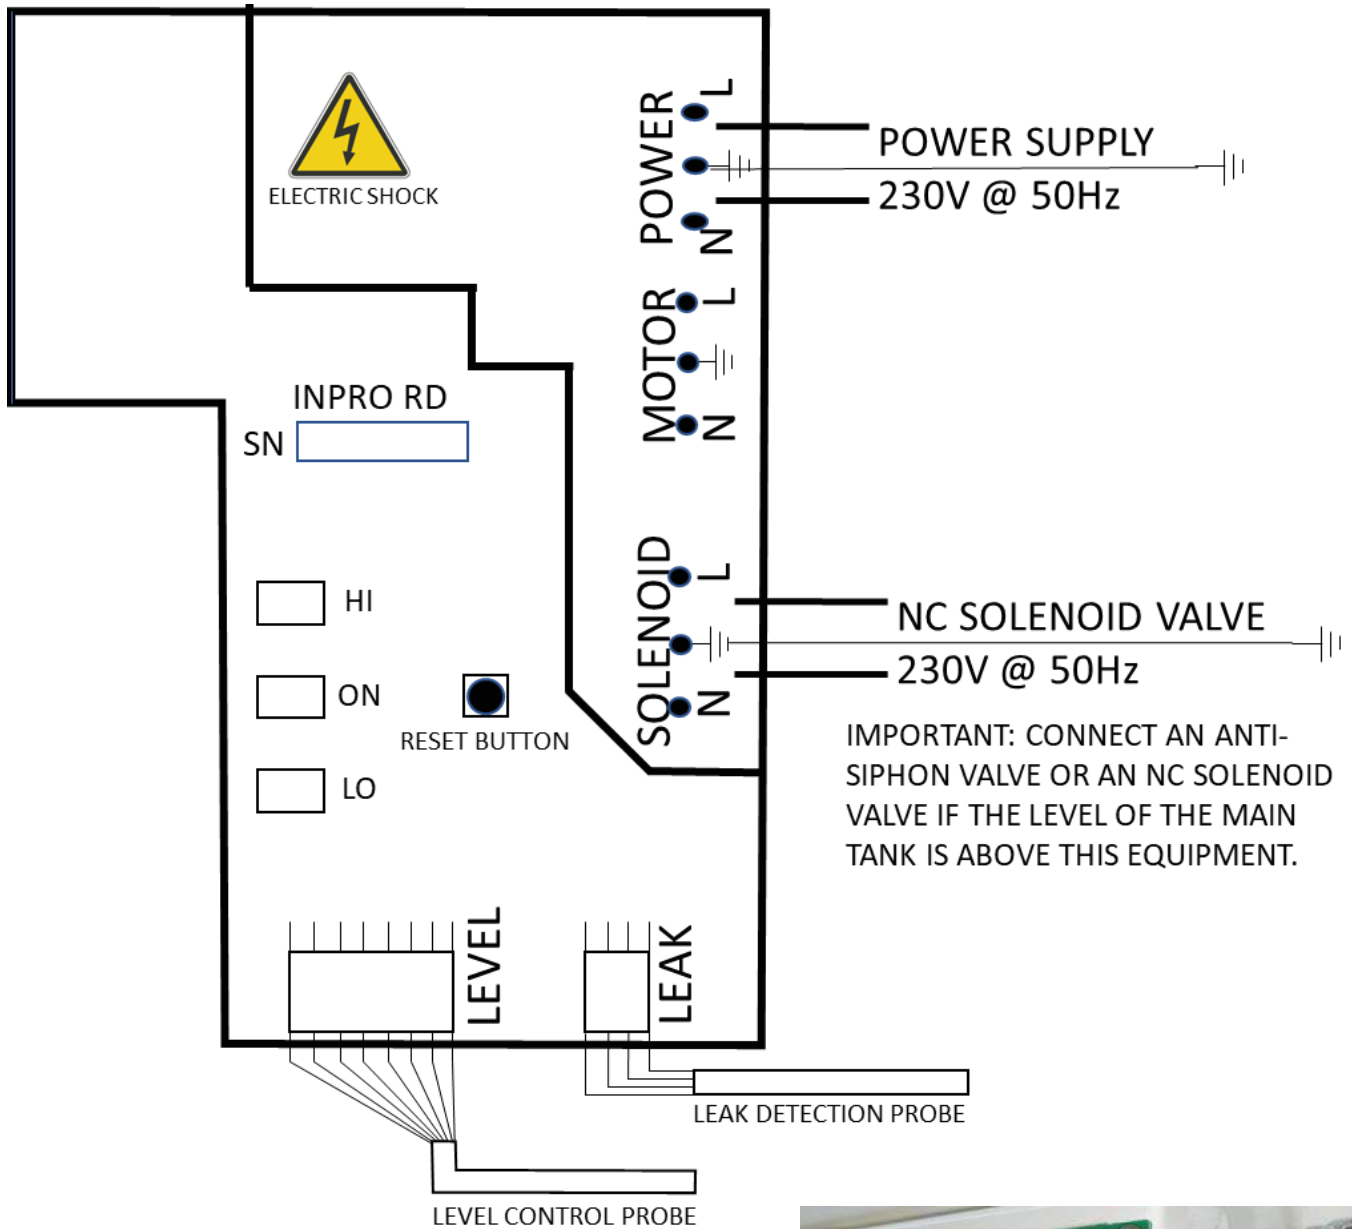 ELECTRIC SHOCK
POWER
L
N
POWER SUPPLY
230V @ 50Hz
MOTOR
L
N
INPRO RD
SN
SOLENOID
L
N
NC SOLENOID VALVE
230V @ 50Hz
HI
ON
LO
RESET BUTTON
IMPORTANT: CONNECT AN ANTI-
SIPHON VALVE OR AN NC SOLENOID
VALVE IF THE LEVEL OF THE MAIN
TANK IS ABOVE THIS EQUIPMENT.
LEVEL
LEAK
LEAK DETECTION PROBE
LEVEL CONTROL PROBE